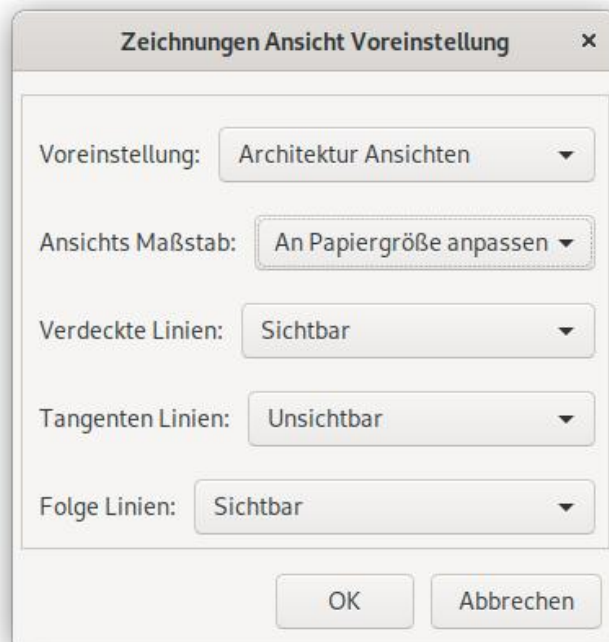 Zeichnungen Ansicht Voreinstellung ×
Voreinstellung: Architektur Ansichten
Ansichts Maßstab: An Papiergröße anpassen
Verdeckte Linien: Sichtbar
Tangenten Linien: Unsichtbar
Folge Linien: Sichtbar
OK Abbrechen